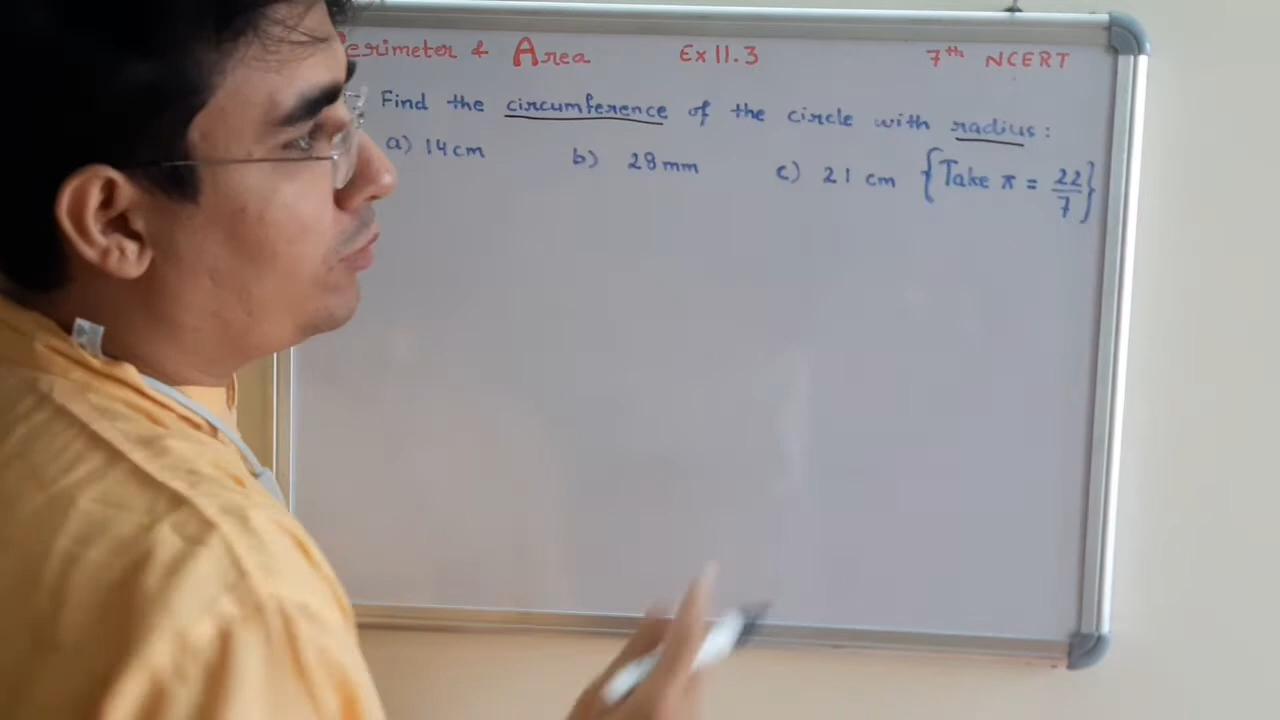 Perimeter & Area Ex 11.3 7th NCERT
Find the circumference of the circle with radius:
a) 14 cm b) 28 mm c) 21 cm {Take π = 22/7}